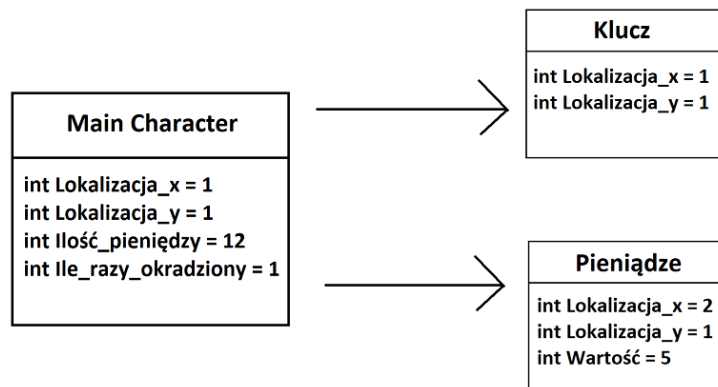 Main Character
int Lokalizacja_x = 1
int Lokalizacja_y = 1
int Ilość_pieniędzy = 12
int Ile_razy_okradziony = 1
Klucz
int Lokalizacja_x = 1
int Lokalizacja_y = 1
Pieniądze
int Lokalizacja_x = 2
int Lokalizacja_y = 1
int Wartość = 5